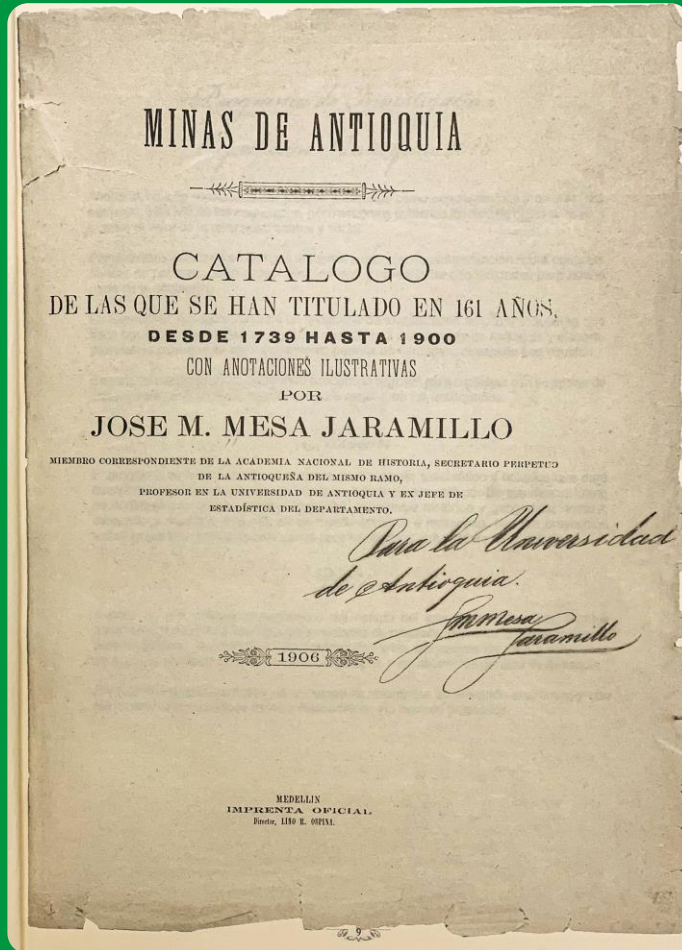 MINAS DE ANTIOQUIA
CATALOGO
DE LAS QUE SE HAN TITULADO EN 161 AÑOS,
DESDE 1739 HASTA 1900
CON ANOTACIONES ILUSTRATIVAS
POR
JOSE M. MESA JARAMILLO
MIEMBRO CORRESPONDIENTE DE LA ACADEMIA NACIONAL DE HISTORIA, SECRETARIO PERPETUO
DE LA ANTIOQUEÑA DEL MISMO RAMO,
PROFESOR EN LA UNIVERSIDAD DE ANTIOQUIA Y EX JEFE DE
ESTADÍSTICA DEL DEPARTAMENTO.
Para la Universidad
de Antioquia.
Jmmesa
Jaramillo
1906
MEDELLIN
IMPRENTA OFICIAL
Director, LINO R. OSPINA.
9